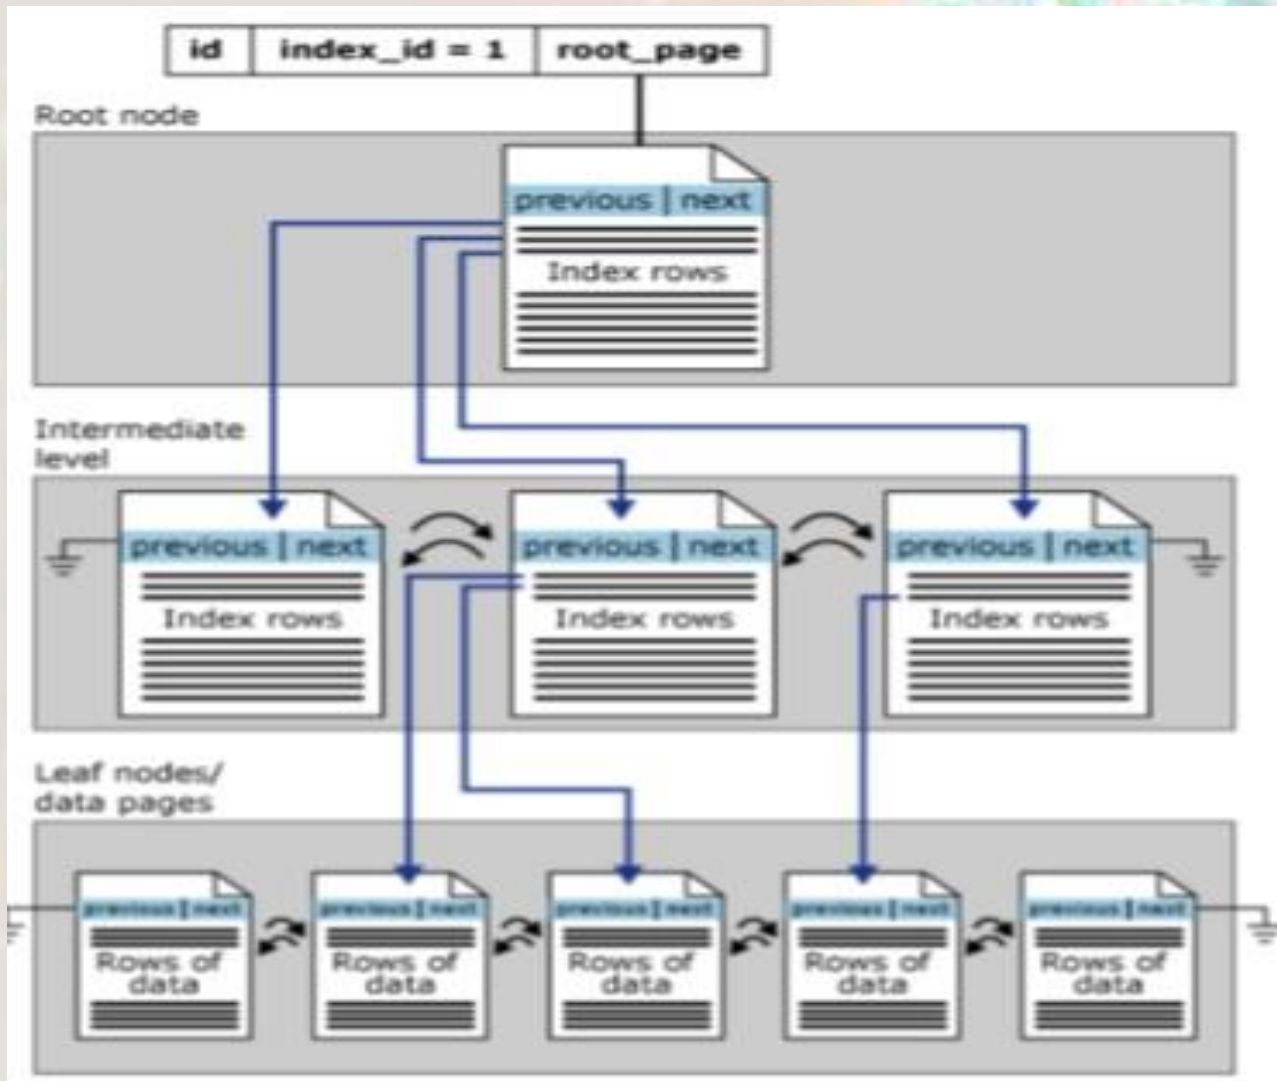 id index_id = 1 root_page
Root node
previous | next
Index rows
Intermediate
level
previous | next previous | next previous | next
Index rows Index rows Index rows
Leaf nodes/
data pages
previous | next previous | next previous | next previous | next previous | next
Rows of Rows of Rows of Rows of Rows of
data data data data data